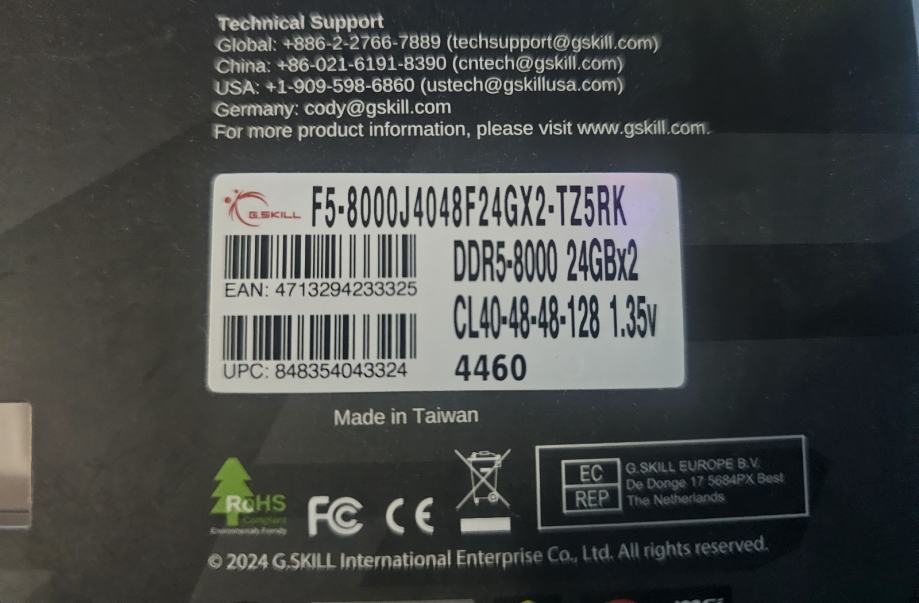 Technical Support
Global: +886-2-2766-7889 (techsupport@gskill.com)
China: +86-021-6191-8390 (cntech@gskill.com)
USA: +1-909-598-6860 (ustech@gskillusa.com)
Germany: cody@gskill.com
For more product information, please visit www.gskill.com.
G.SKILL F5-8000J4048F24GX2-TZ5RK
DDR5-8000 24GBx2
EAN: 4713294233325
CL40-48-48-128 1.35v
UPC: 848354043324
4460
Made in Taiwan
RoHS
Compliant
Environmentally Friendly
FC CE
EC REP
G.SKILL EUROPE B.V.
De Donge 17 5684PX Best
The Netherlands
© 2024 G.SKILL International Enterprise Co., Ltd. All rights reserved.